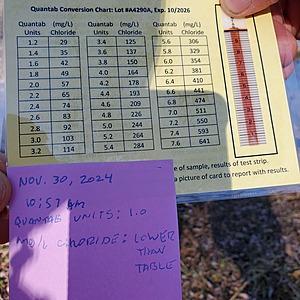 Quantab Conversion Chart: Lot #A4290A, Exp. 10/2026
Quantab Units (mg/L) Chloride Quantab Units (mg/L) Chloride Quantab Units (mg/L) Chloride
1.2 29 3.4 125 5.6 306
1.4 35 3.6 138 5.8 329
1.6 42 3.8 150 6.0 354
1.8 49 4.0 164 6.2 381
2.0 57 4.2 178 6.4 410
2.2 65 4.4 193 6.6 441
2.4 74 4.6 209 6.8 474
2.6 83 4.8 226 7.0 511
2.8 92 5.0 244 7.2 550
3.0 103 5.2 264 7.4 593
3.2 114 5.4 284 7.6 641
e of sample, results of test strip.
a picture of card to report with results.
NOV. 30, 2024
10:51 AM
QUANTAB UNITS: 1.0
MG/L CHLORIDE: LOWER
THAN
TABLE